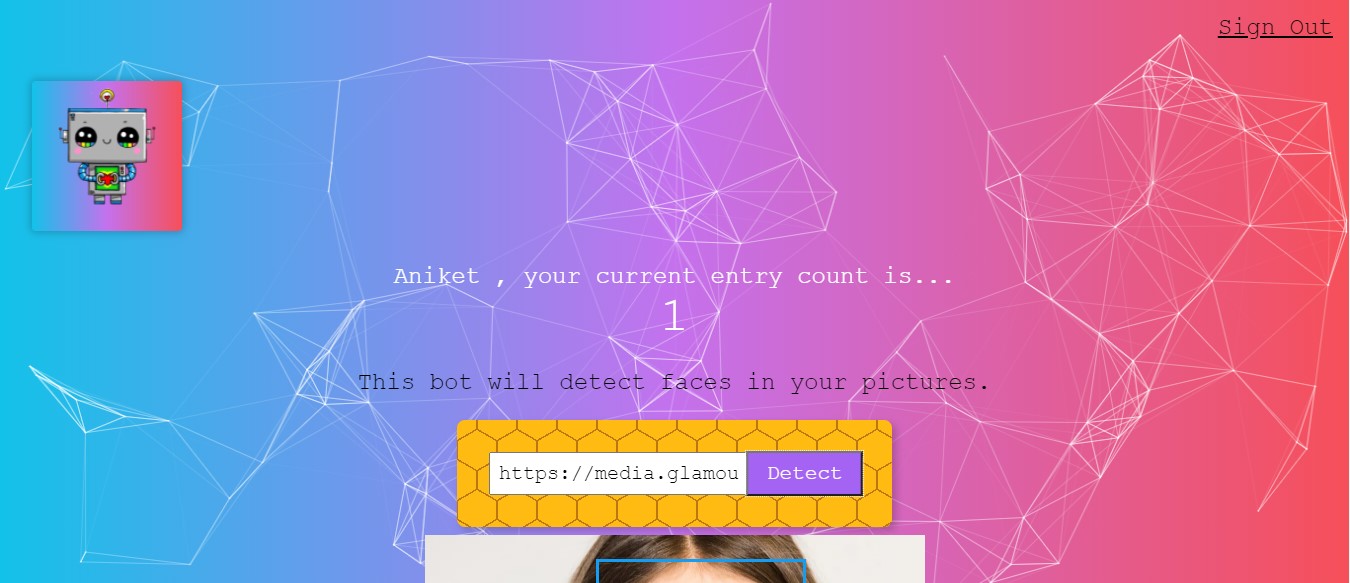 Sign Out
Aniket , your current entry count is...
1
This bot will detect faces in your pictures.
https://media.glamou
Detect